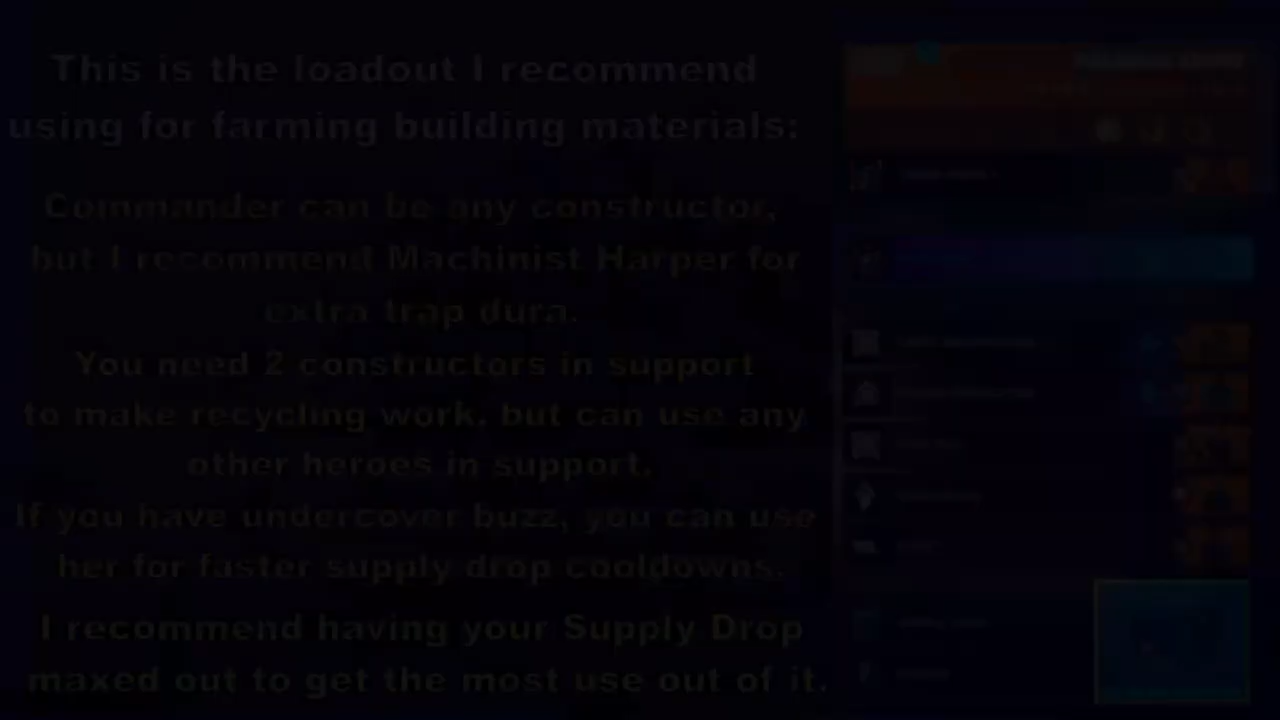 This is the loadout I recommend
using for farming building materials:
Commander can be any constructor,
but I recommend Machinist Harper for
extra trap dura.
You need 2 constructors in support
to make recycling work, but can use any
other heroes in support.
If you have undercover buzz, you can use
her for faster supply drop cooldowns.
I recommend having your Supply Drop
maxed out to get the most use out of it.